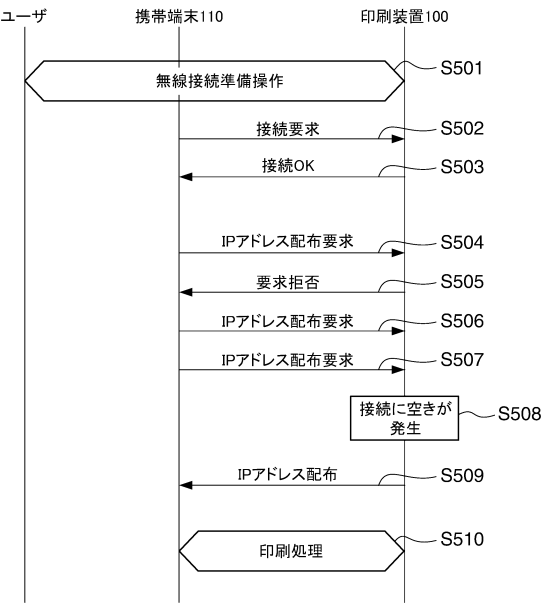 ユーザ
携帯端末110
印刷装置100
無線接続準備操作
S501
接続要求
S502
接続OK
S503
IPアドレス配布要求
S504
要求拒否
S505
IPアドレス配布要求
S506
IPアドレス配布要求
S507
接続に空きが
発生
S508
IPアドレス配布
S509
印刷処理
S510